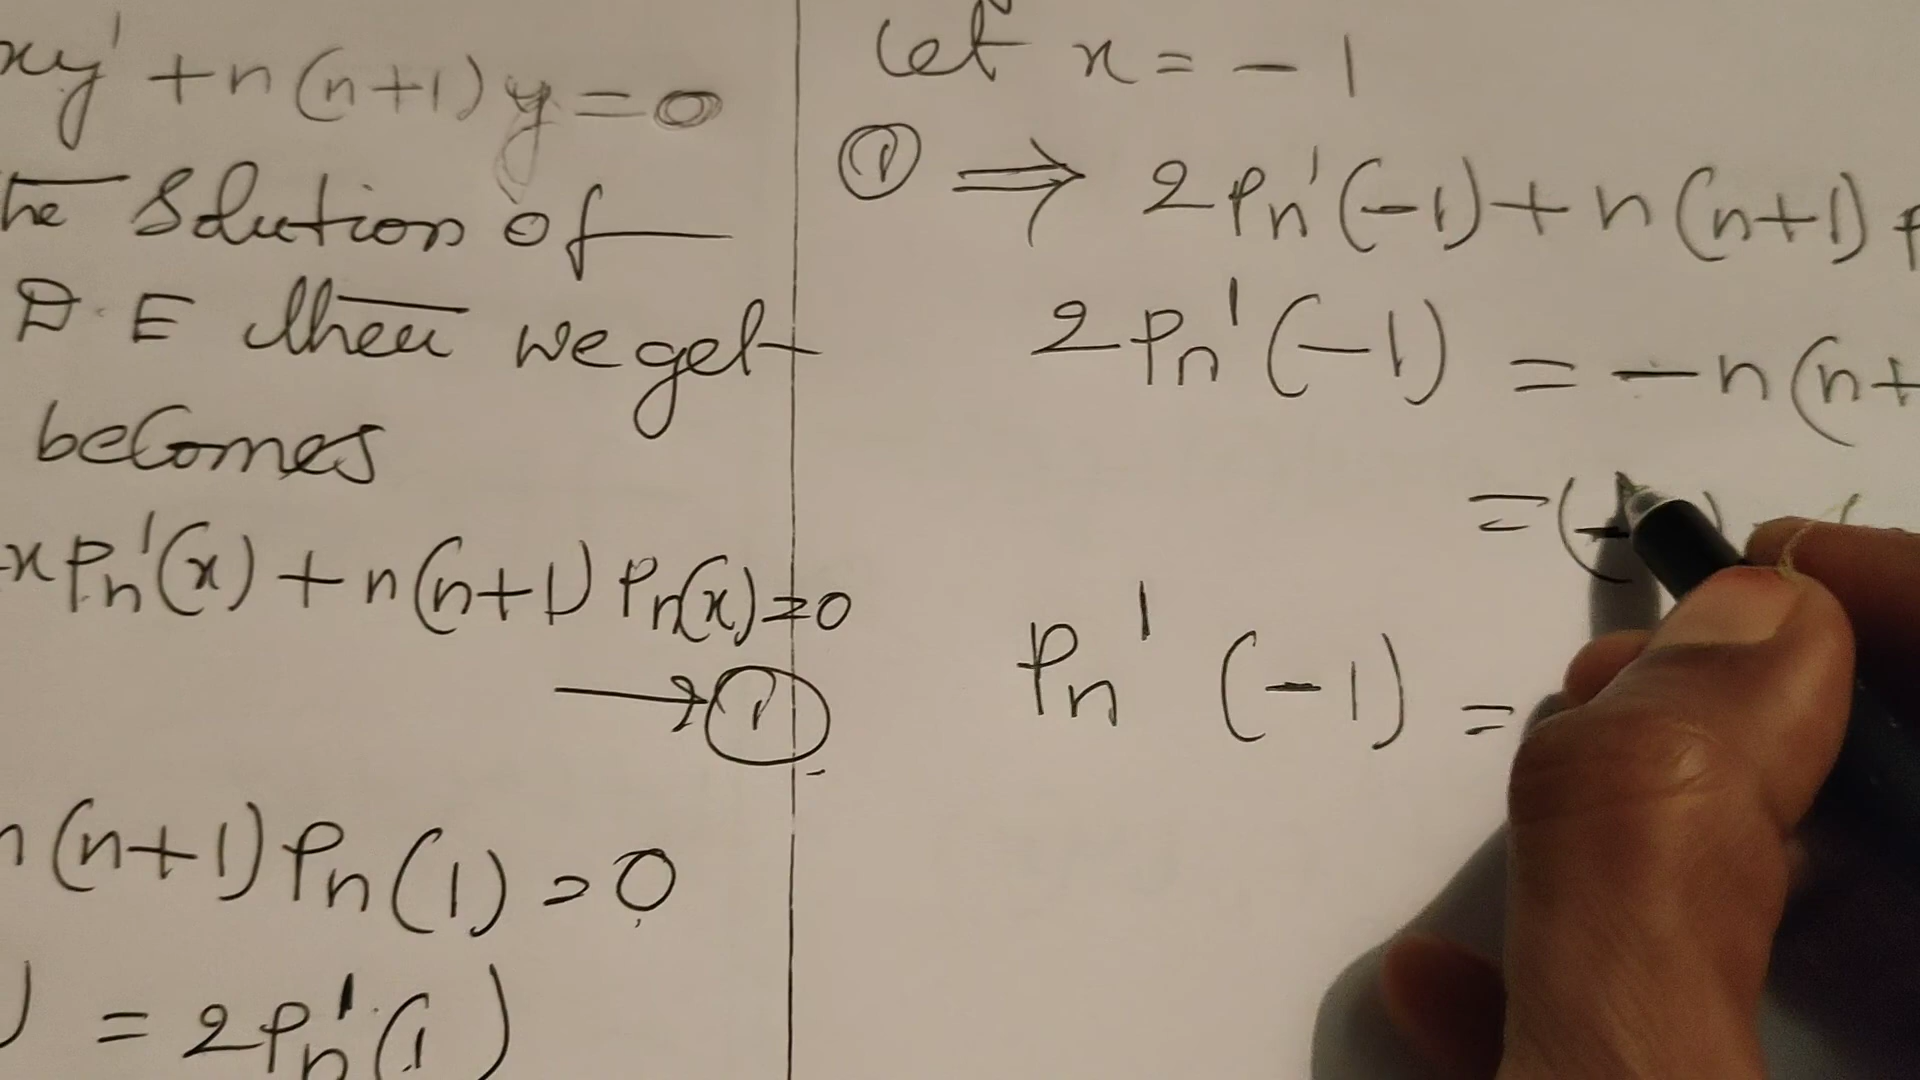 xy' + n(n+1)y = 0
the solution of
D.E then we get
becomes
-xPn'(x) + n(n+1)Pn(x) = 0
→ ①
n(n+1)Pn(1) = 0
) = 2Pn'(1)
Let x = -1
① ⇒ 2Pn'(-1) + n(n+1)P
2Pn'(-1) = -n(n+
= (-
Pn'(-1) =